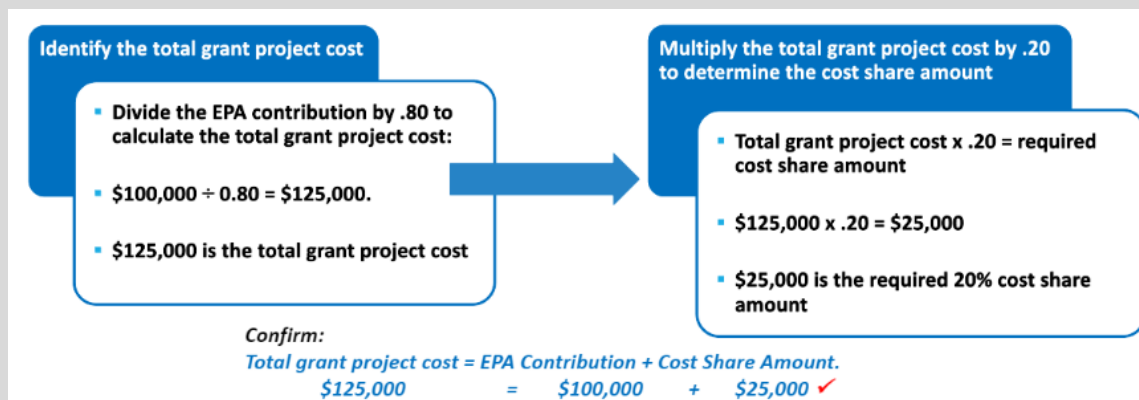 Identify the total grant project cost
▪ Divide the EPA contribution by .80 to
calculate the total grant project cost:
▪ $100,000 ÷ 0.80 = $125,000.
▪ $125,000 is the total grant project cost
Multiply the total grant project cost by .20
to determine the cost share amount
▪ Total grant project cost x .20 = required
cost share amount
▪ $125,000 x .20 = $25,000
▪ $25,000 is the required 20% cost share
amount
Confirm:
Total grant project cost = EPA Contribution + Cost Share Amount.
$125,000 = $100,000 + $25,000 ✓